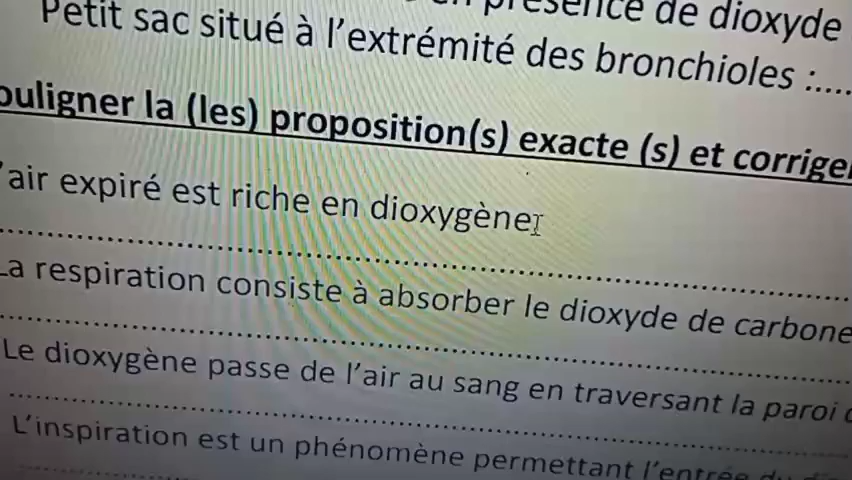 présence de dioxyde
Petit sac situé à l'extrémité des bronchioles :....
ouligner la (les) proposition(s) exacte (s) et corriger
'air expiré est riche en dioxygène
La respiration consiste à absorber le dioxyde de carbone
Le dioxygène passe de l'air au sang en traversant la paroi
L'inspiration est un phénomène permettant l'entrée du